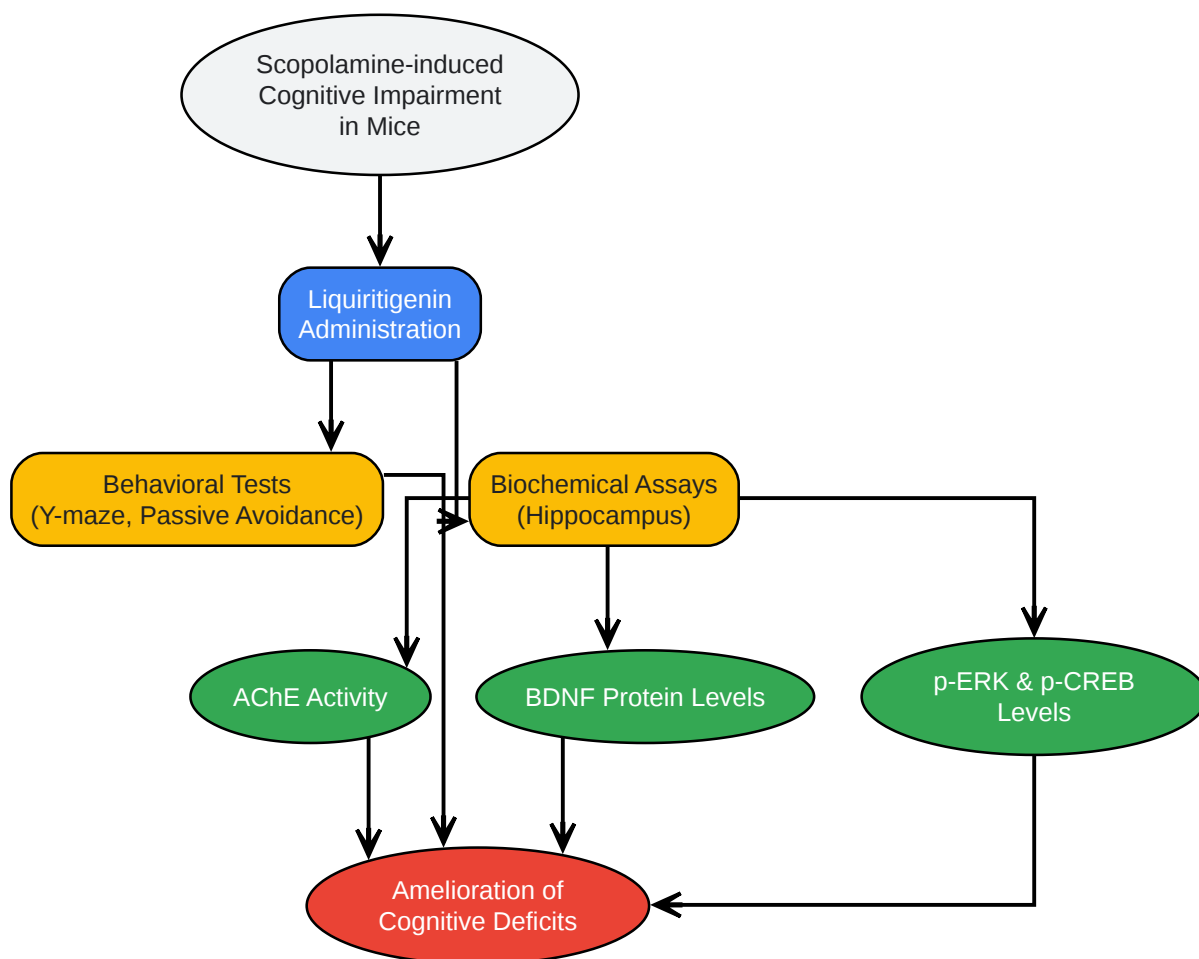 Scopolamine-induced
Cognitive Impairment
in Mice
Liquiritigenin
Administration
Behavioral Tests
(Y-maze, Passive Avoidance)
Biochemical Assays
(Hippocampus)
AChE Activity
BDNF Protein Levels
p-ERK & p-CREB
Levels
Amelioration of
Cognitive Deficits